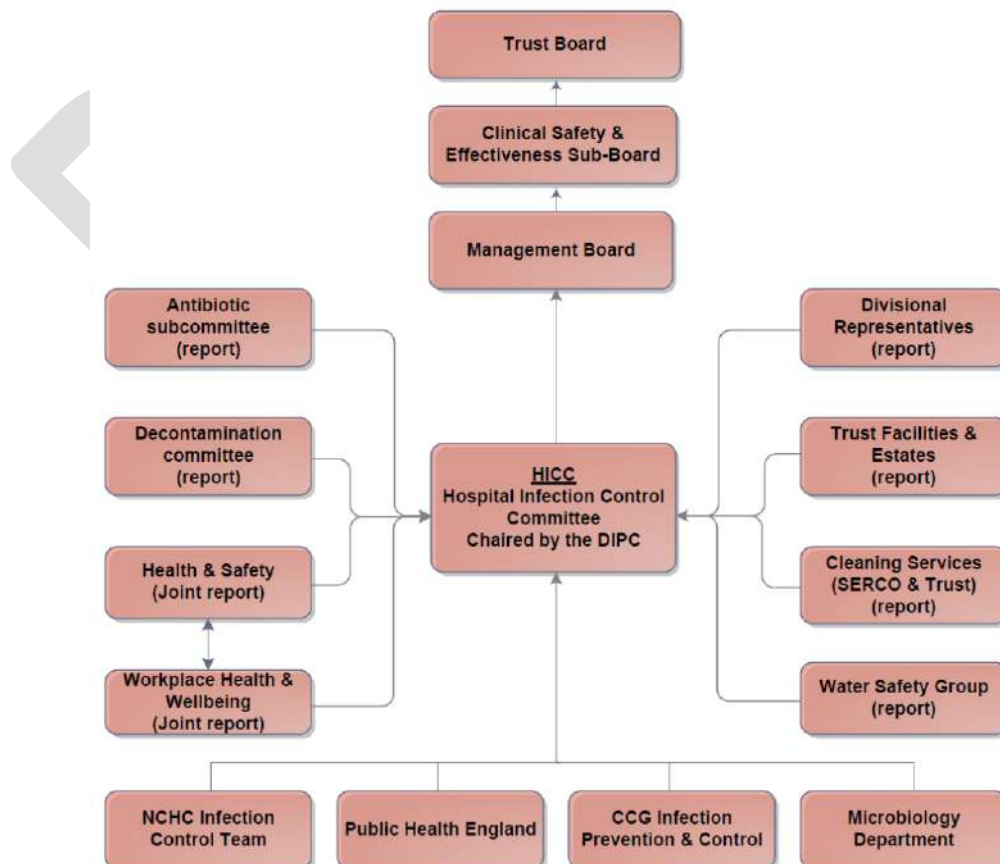 Trust Board
Clinical Safety &
Effectiveness Sub-Board
Management Board
Antibiotic
subcommittee
(report)
Decontamination
committee
(report)
Health & Safety
(Joint report)
Workplace Health &
Wellbeing
(Joint report)
HICC
Hospital Infection Control
Committee
Chaired by the DIPC
Divisional
Representatives
(report)
Trust Facilities &
Estates
(report)
Cleaning Services
(SERCO & Trust)
(report)
Water Safety Group
(report)
NCHC Infection
Control Team
Public Health England
CCG Infection
Prevention & Control
Microbiology
Department